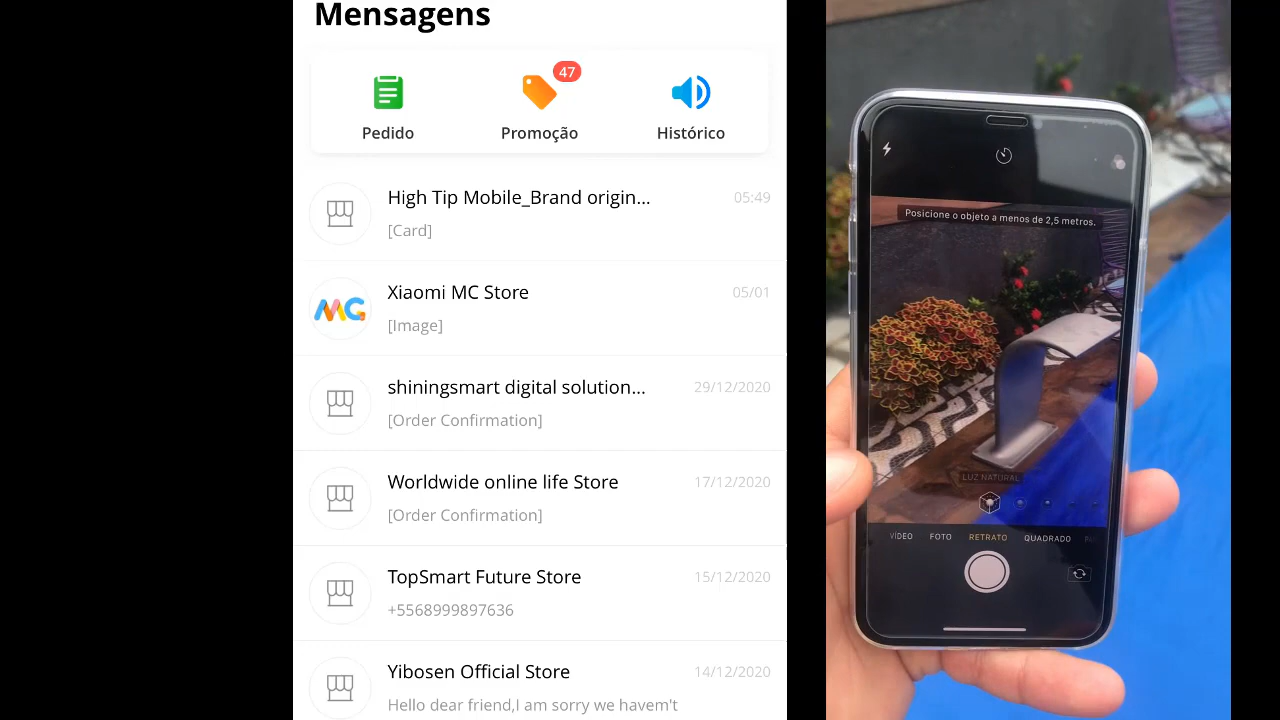 Mensagens
47
Pedido
Promoção
Histórico
High Tip Mobile_Brand origin...
05:49
[Card]
MC
Xiaomi MC Store
05/01
[Image]
shiningsmart digital solution...
29/12/2020
[Order Confirmation]
Worldwide online life Store
17/12/2020
[Order Confirmation]
TopSmart Future Store
15/12/2020
+5568999897636
Yibosen Official Store
14/12/2020
Hello dear friend,I am sorry we havem't
Posicione o objeto a menos de 2,5 metros.
LUZ NATURAL
VÍDEO FOTO RETRATO QUADRADO